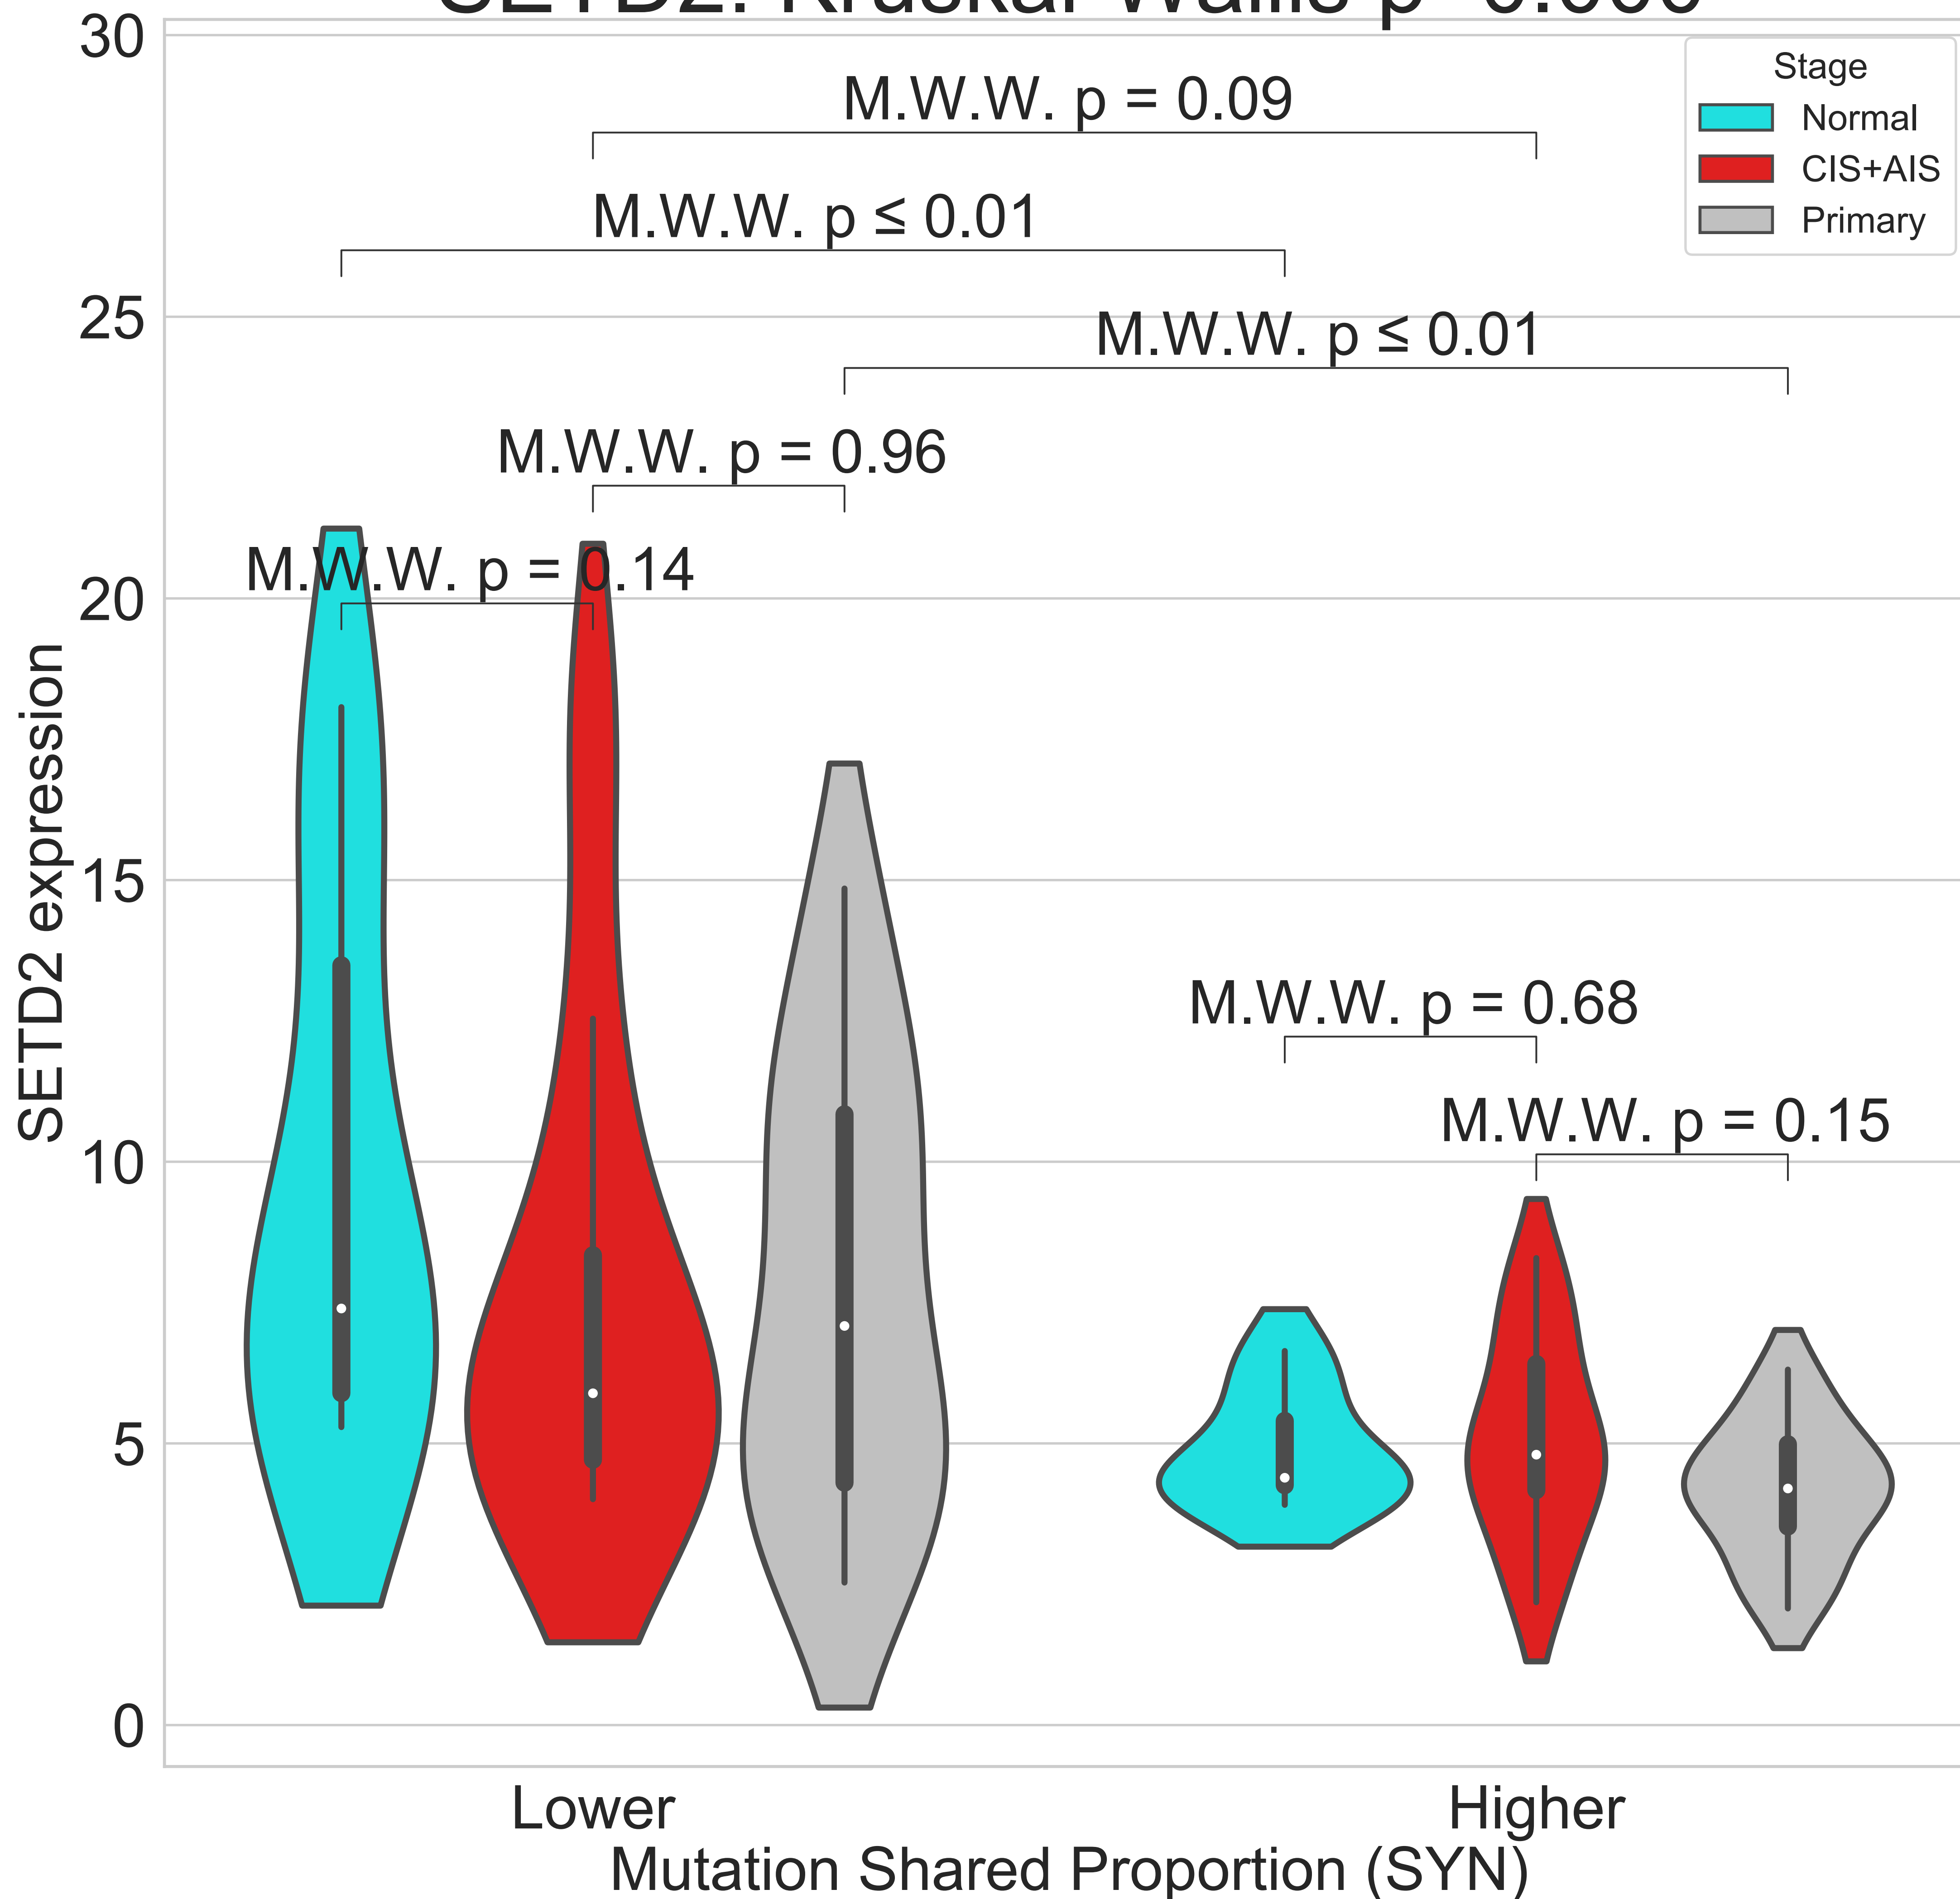 30
25
20
15
10
5
0
SETD2 expression
M.W.W. p = 0.09
M.W.W. p ≤ 0.01
M.W.W. p ≤ 0.01
M.W.W. p = 0.96
M.W.W. p = 0.14
M.W.W. p = 0.68
M.W.W. p = 0.15
Stage
Normal
CIS+AIS
Primary
Lower
Higher
Mutation Shared Proportion (SYN)